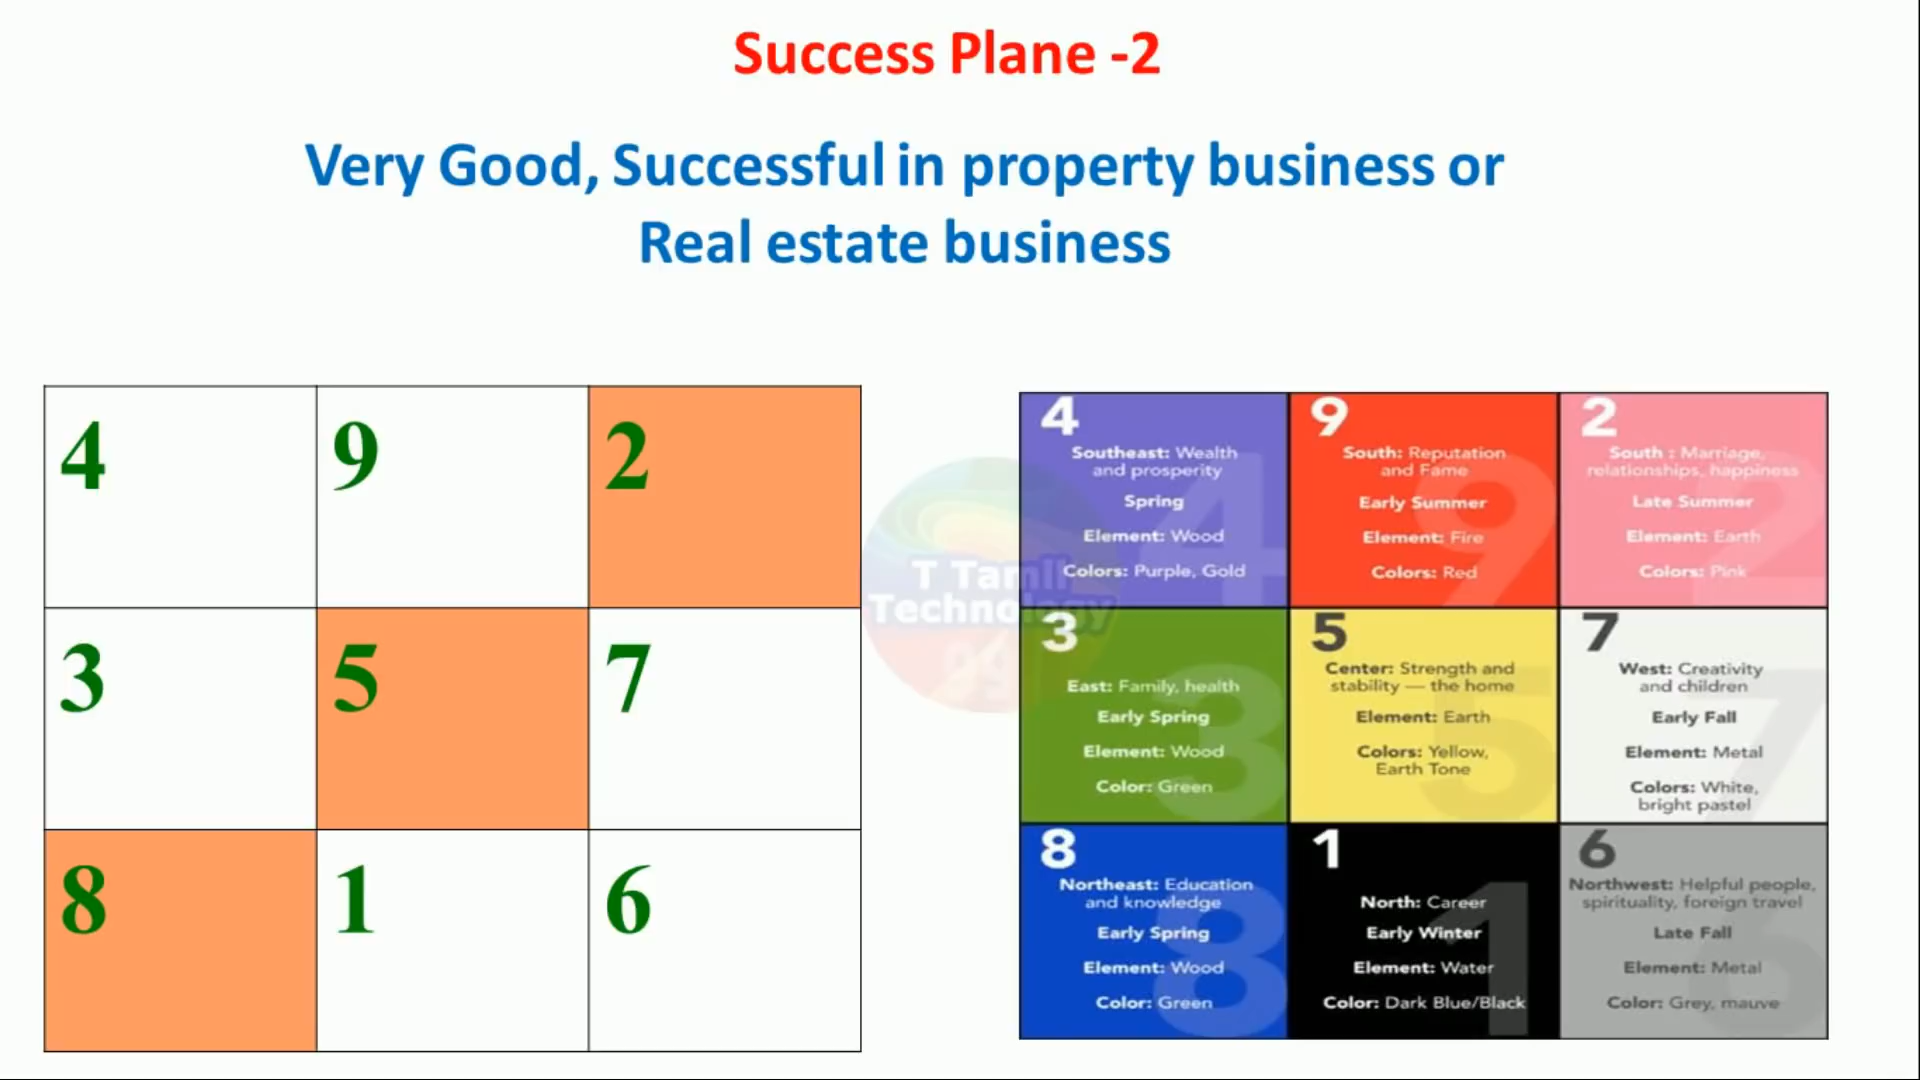 Success Plane -2
Very Good, Successful in property business or
Real estate business
4 9 2
3 5 7
8 1 6
T Tamil
Technology
4
Southeast: Wealth
and prosperity
Spring
Element: Wood
Colors: Purple, Gold
9
South: Reputation
and Fame
Early Summer
Element: Fire
Colors: Red
2
South : Marriage,
relationships, happiness
Late Summer
Element: Earth
Colors: Pink
3
East: Family, health
Early Spring
Element: Wood
Color: Green
5
Center: Strength and
stability — the home
Element: Earth
Colors: Yellow,
Earth Tone
7
West: Creativity
and children
Early Fall
Element: Metal
Colors: White,
bright pastel
8
Northeast: Education
and knowledge
Early Spring
Element: Wood
Color: Green
1
North: Career
Early Winter
Element: Water
Color: Dark Blue/Black
6
Northwest: Helpful people,
spirituality, foreign travel
Late Fall
Element: Metal
Color: Grey, mauve